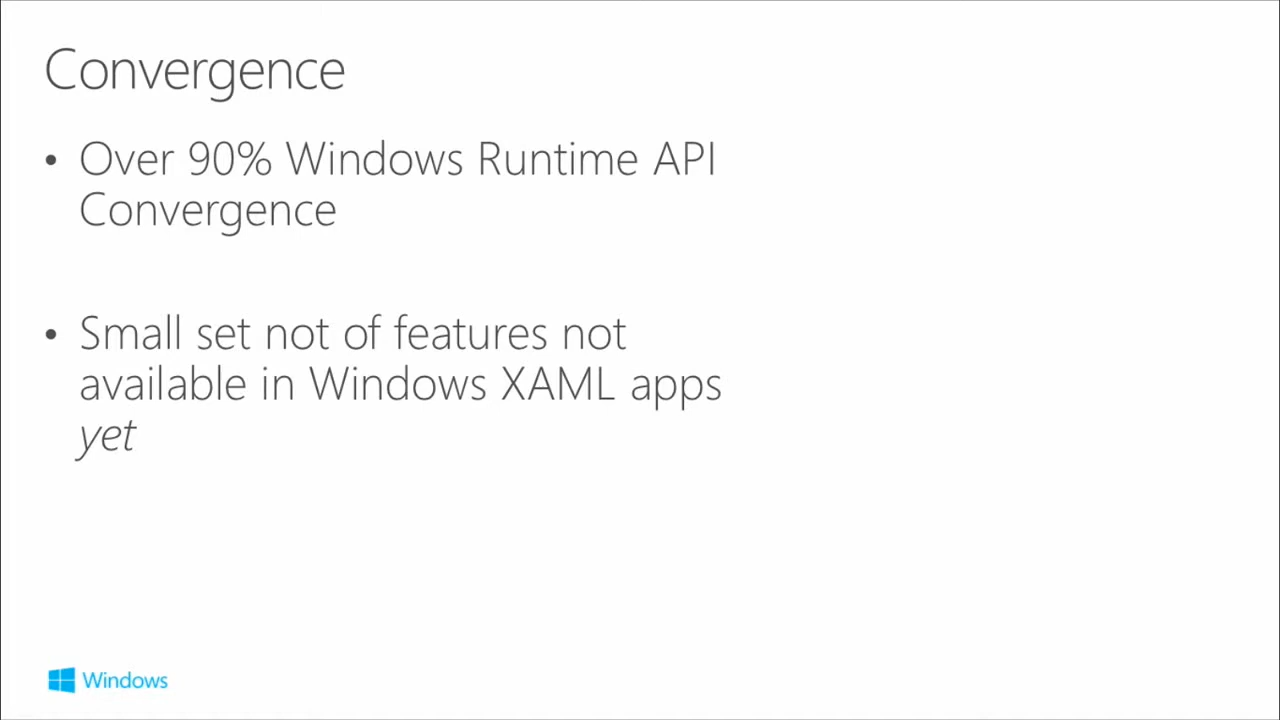 Convergence
• Over 90% Windows Runtime API
Convergence
• Small set not of features not
available in Windows XAML apps
yet
Windows